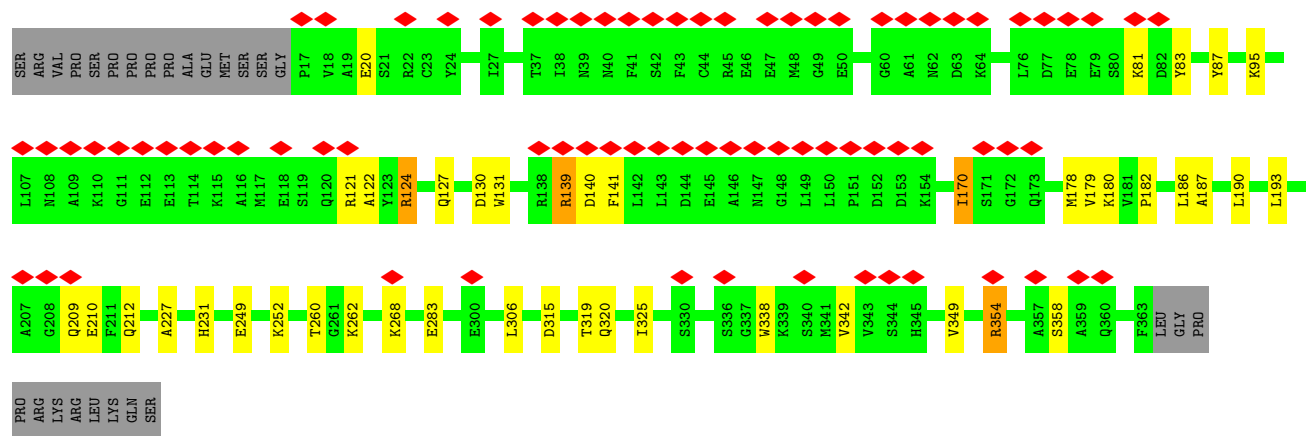 SER ARG VAL PRO SER PRO PRO PRO PRO ALA GLU MET SER SER GLY P17 V18 A19 E20 S21 R22 C23 Y24 I27 T37 I38 N39 N40 F41 S42 F43 C44 R45 E46 E47 M48 G49 E50 G60 A61 N62 D63 K64 L76 D77 E78 E79 S80 K81 D82 Y83 Y87 K95
L107 N108 A109 K110 G111 E112 E113 T114 K115 A116 M117 E118 S119 Q120 R121 A122 Y123 R124 Q127 D130 W131 R138 R139 D140 F141 L142 L143 D144 E145 A146 N147 G148 L149 L150 P151 D152 D153 K154 I170 S171 G172 Q173 M178 V179 K180 V181 P182 L186 A187 L190 L193
A207 G208 Q209 E210 F211 Q212 A227 H231 E249 K252 T260 G261 K262 K268 E283 E300 L306 D315 T319 Q320 I325 S330 S336 G337 W338 K339 S340 M341 V342 V343 S344 H345 V349 R354 A357 S358 A359 Q360 F363 LEU GLY PRO
PRO ARG LYS ARG LEU LYS GLN SER